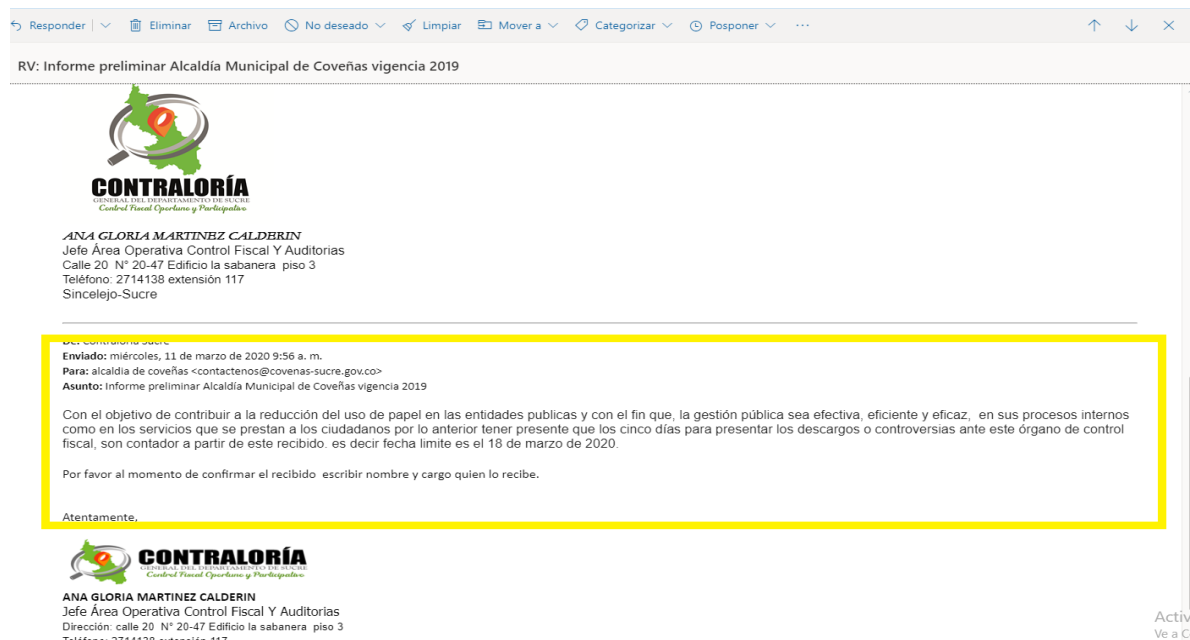 Responder
Eliminar
Archivo
No deseado
Limpiar
Mover a
Categorizar
Posponer
RV: Informe preliminar Alcaldía Municipal de Coveñas vigencia 2019
CONTRALORÍA
GENERAL DEL DEPARTAMENTO DE SUCRE
Control Fiscal Oportuno y Participativo
ANA GLORIA MARTINEZ CALDERIN
Jefe Área Operativa Control Fiscal Y Auditorias
Calle 20 N° 20-47 Edificio la sabanera piso 3
Teléfono: 2714138 extensión 117
Sincelejo-Sucre
De: Contraloria Sucre
Enviado: miércoles, 11 de marzo de 2020 9:56 a. m.
Para: alcaldia de coveñas <contactenos@covenas-sucre.gov.co>
Asunto: Informe preliminar Alcaldía Municipal de Coveñas vigencia 2019
Con el objetivo de contribuir a la reducción del uso de papel en las entidades publicas y con el fin que, la gestión pública sea efectiva, eficiente y eficaz, en sus procesos internos
como en los servicios que se prestan a los ciudadanos por lo anterior tener presente que los cinco días para presentar los descargos o controversias ante este órgano de control
fiscal, son contador a partir de este recibido. es decir fecha limite es el 18 de marzo de 2020.
Por favor al momento de confirmar el recibido escribir nombre y cargo quien lo recibe.
Atentamente,
CONTRALORÍA
GENERAL DEL DEPARTAMENTO DE SUCRE
Control Fiscal Oportuno y Participativo
ANA GLORIA MARTINEZ CALDERIN
Jefe Área Operativa Control Fiscal Y Auditorias
Dirección: calle 20 N° 20-47 Edificio la sabanera piso 3
Teléfono: 2714138 extensión 117
Activ
Ve a C